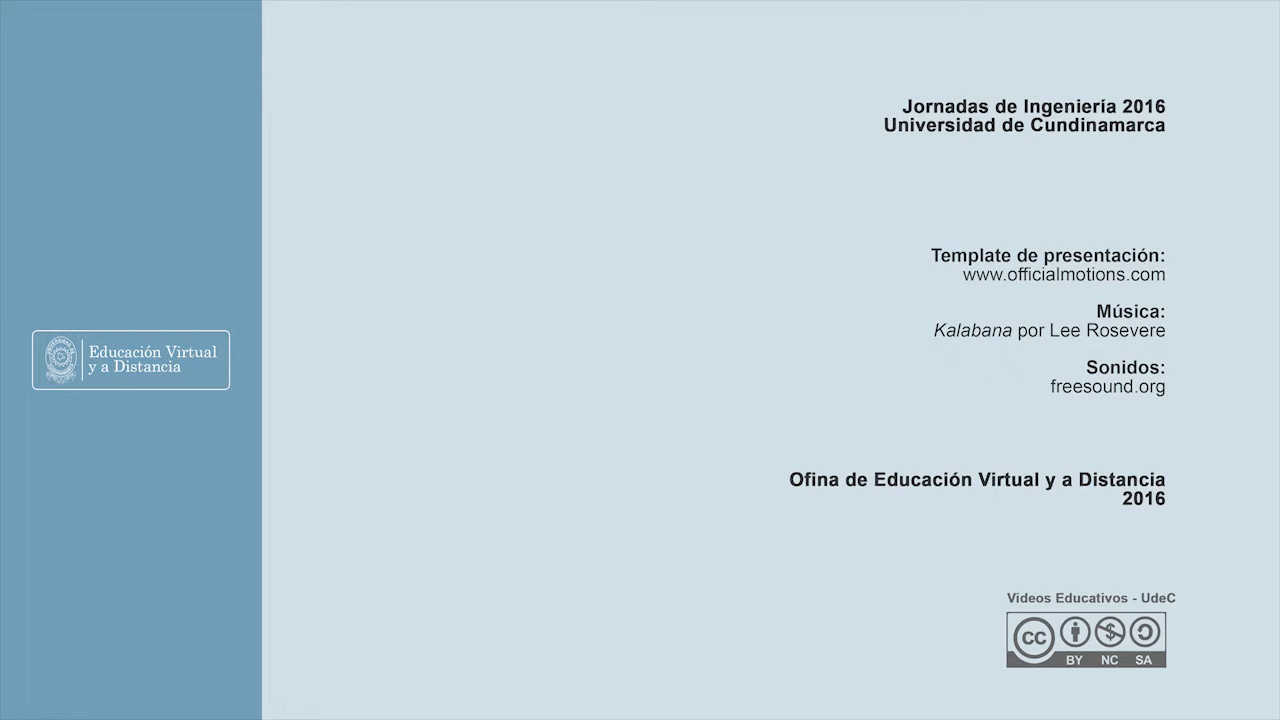 Jornadas de Ingeniería 2016
Universidad de Cundinamarca
Template de presentación:
www.officialmotions.com
Música:
Kalabana por Lee Rosevere
Sonidos:
freesound.org
Educación Virtual
y a Distancia
Ofina de Educación Virtual y a Distancia
2016
Videos Educativos - UdeC
CC
BY NC SA